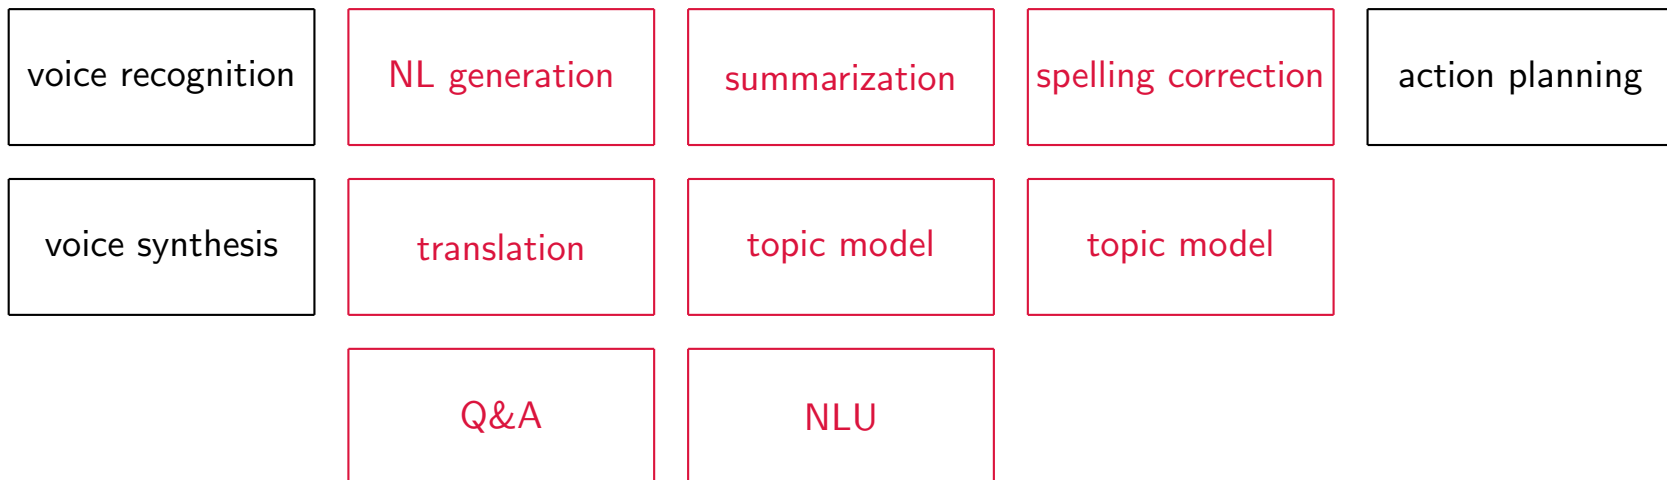 voice recognition
NL generation
summarization
spelling correction
action planning
voice synthesis
translation
topic model
topic model
Q&A
NLU